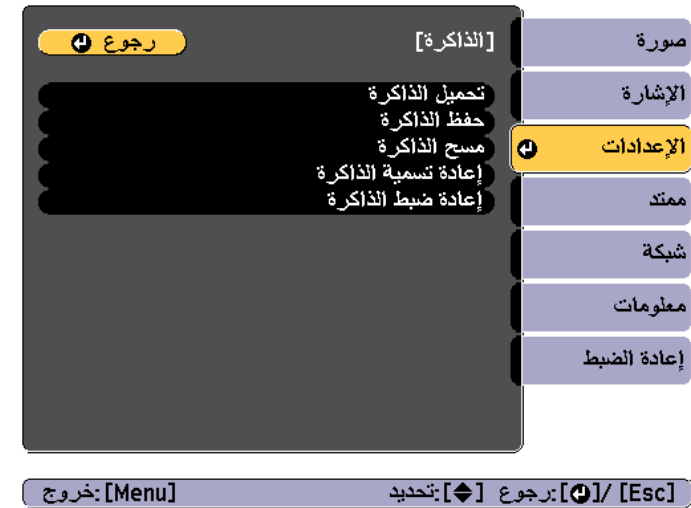 صورة
الإشارة
الإعدادات
ممتد
شبكة
معلومات
إعادة الضبط
[الذاكرة]
رجوع
تحميل الذاكرة
حفظ الذاكرة
مسح الذاكرة
إعادة تسمية الذاكرة
إعادة ضبط الذاكرة
[Esc] /[]:رجوع []:تحديد [Menu]:خروج